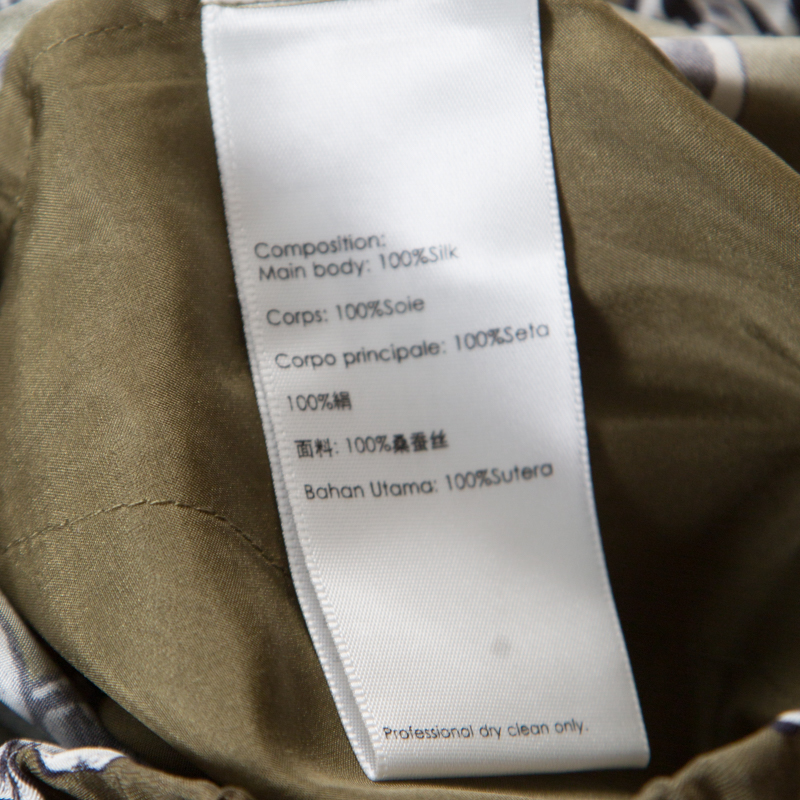 Composition:
Main body: 100%Silk
Corps: 100%Soie
Corpo principale: 100%Seta
100%絹
面料: 100%桑蚕丝
Bahan Utama: 100%Sutera
Professional dry clean only.